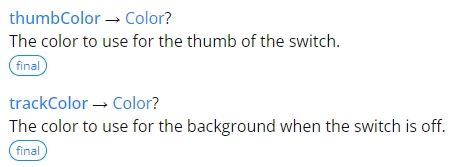 thumbColor → Color?
The color to use for the thumb of the switch.
final
trackColor → Color?
The color to use for the background when the switch is off.
final